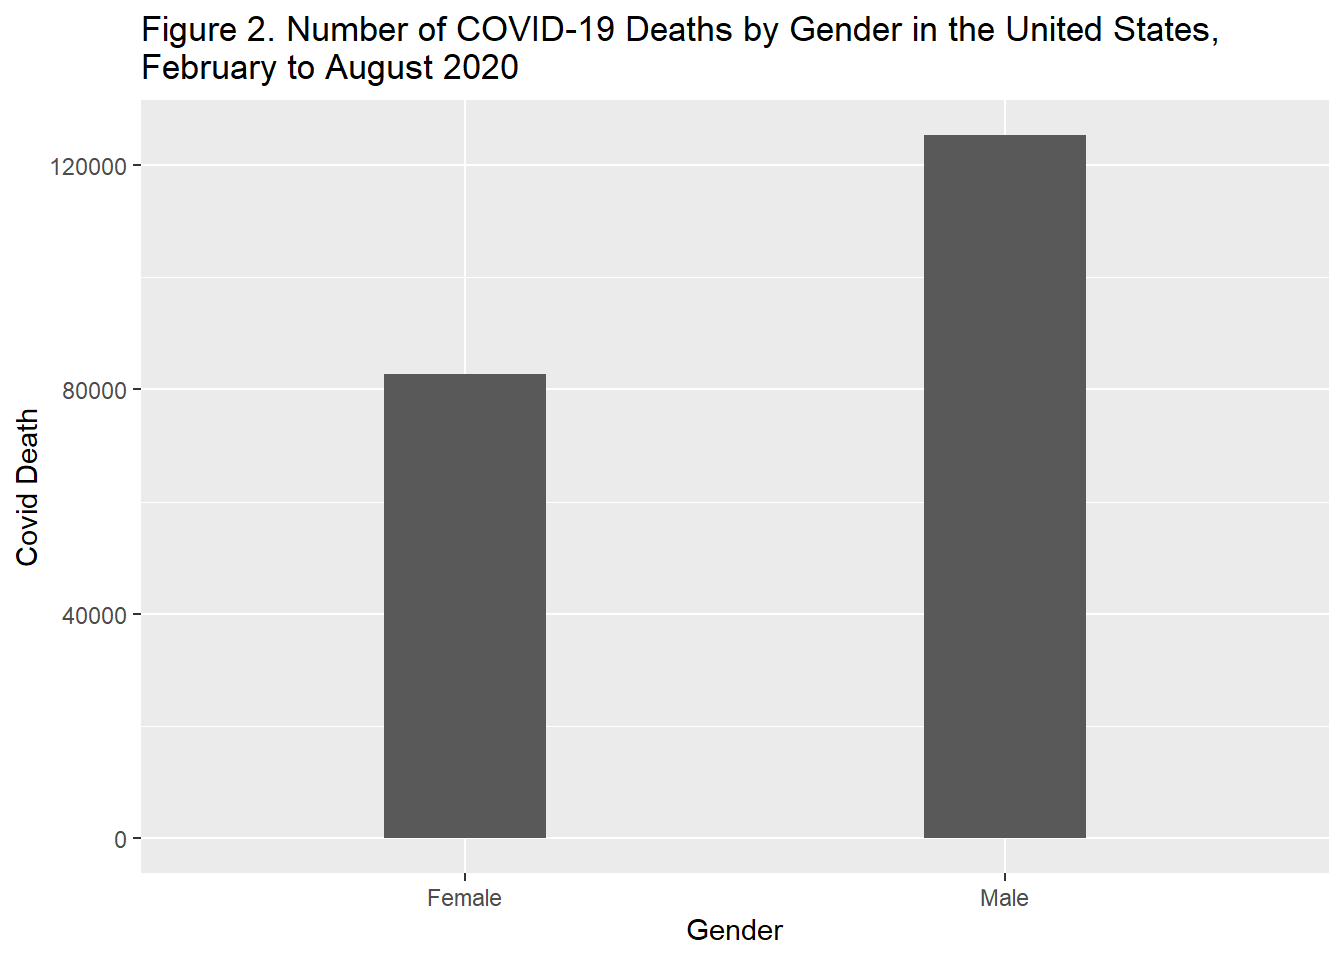 Figure 2. Number of COVID-19 Deaths by Gender in the United States,
February to August 2020
120000
80000
40000
0
Covid Death
Female
Male
Gender